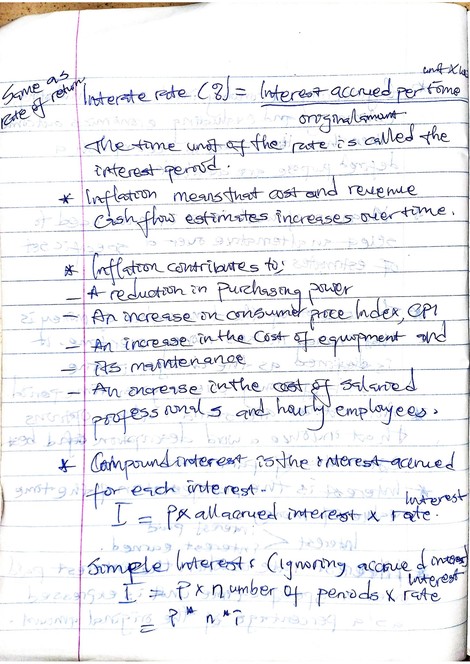 Same as
rate of return
unit X 100
Interate rate (%) = Interest accrued per time
original amant
The time unit of the rate is called the
interest period.
* Inflation means that cost and revenue
cash flow estimates increases over time.
* Inflation contributes to;
– A reduction in purchasing power
– An increase in consumer price Index, CPI
– An increase in the Cost of equipment and
– its maintenance
– An increase in the cost of salaried
professionals and hourly employees.
* Compound interest is the interest accrued
for each interest.
I = P x all accrued interest x interest rate.
Simple Interest: (ignoring accrued interest)
I = P x number of periods x interest rate
= P * n * i